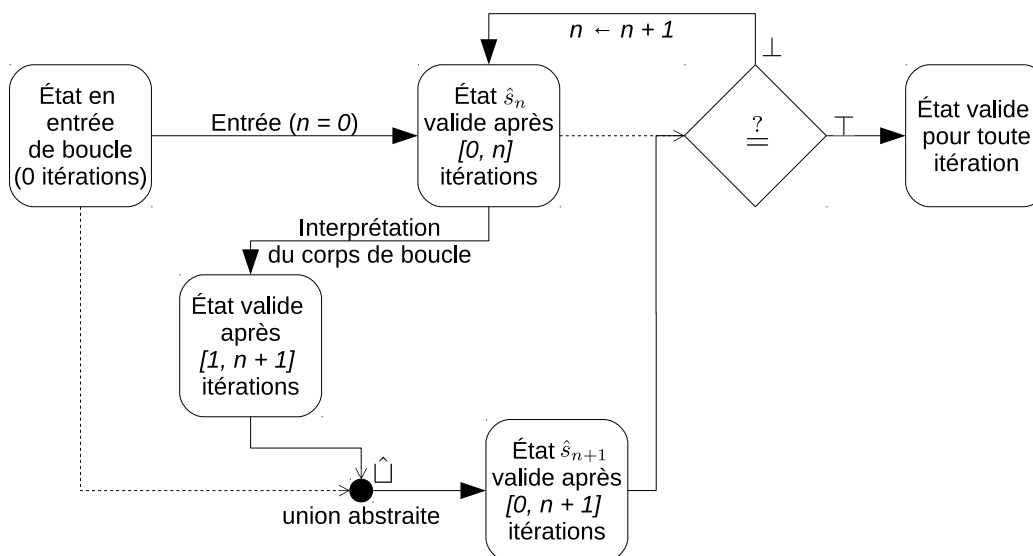 n ← n + 1
⊥
État en
entrée
de boucle
(0 itérations)
Entrée (n = 0)
État ŝₙ
valide après
[0, n]
itérations
?
=
⊤
État valide
pour toute
itération
Interprétation
du corps de boucle
État valide
après
[1, n + 1]
itérations
⊔̂
union abstraite
État ŝₙ₊₁
valide après
[0, n + 1]
itérations